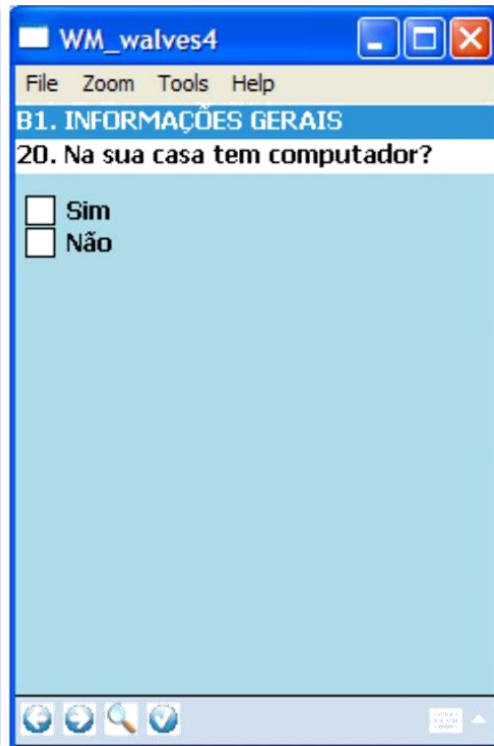 WM_walves4
File Zoom Tools Help
B1. INFORMAÇÕES GERAIS
20. Na sua casa tem computador?
Sim
Não